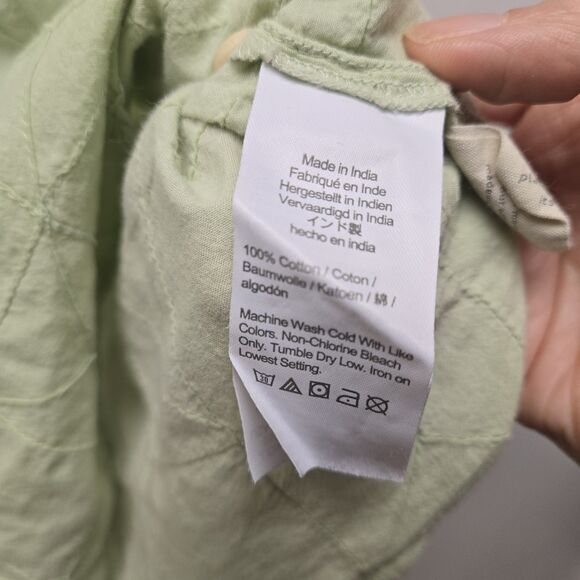 Made in India
Fabriqué en Inde
Hergestellt in Indien
Vervaardigd in India
インド製
hecho en india
100% Cotton / Coton /
Baumwolle / Katoen / 綿 /
algodón
Machine Wash Cold With Like
Colors. Non-Chlorine Bleach
Only. Tumble Dry Low. Iron on
Lowest Setting.
30